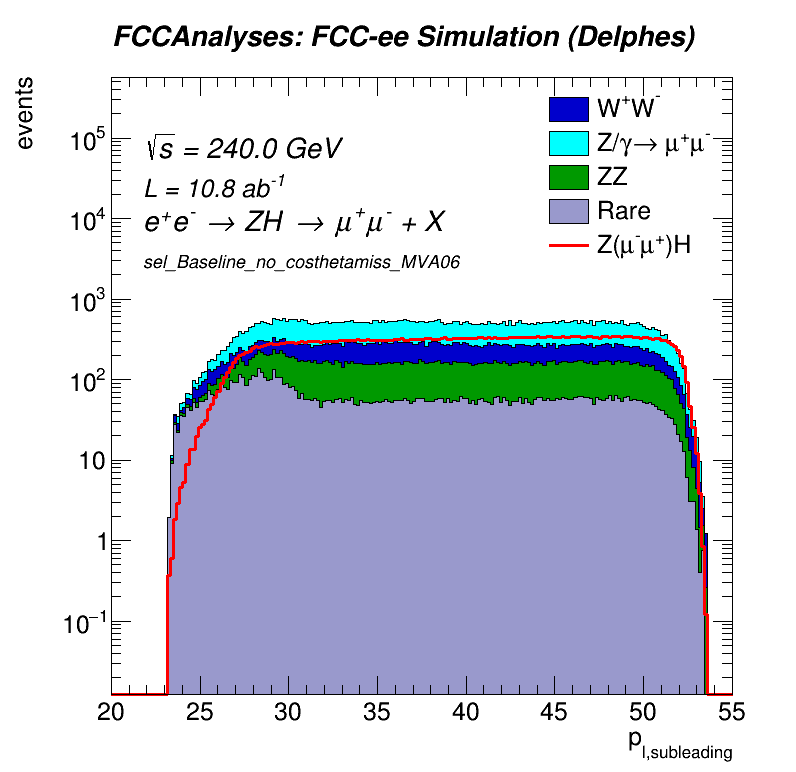 FCCAnalyses: FCC-ee Simulation (Delphes)
events
√s = 240.0 GeV
L = 10.8 ab⁻¹
e⁺e⁻ → ZH → μ⁺μ⁻ + X
sel_Baseline_no_costhetamiss_MVA06
W⁺W⁻
Z/γ→ μ⁺μ⁻
ZZ
Rare
Z(μ⁻μ⁺)H
10⁵
10⁴
10³
10²
10
1
10⁻¹
20 25 30 35 40 45 50 55
p_l,subleading